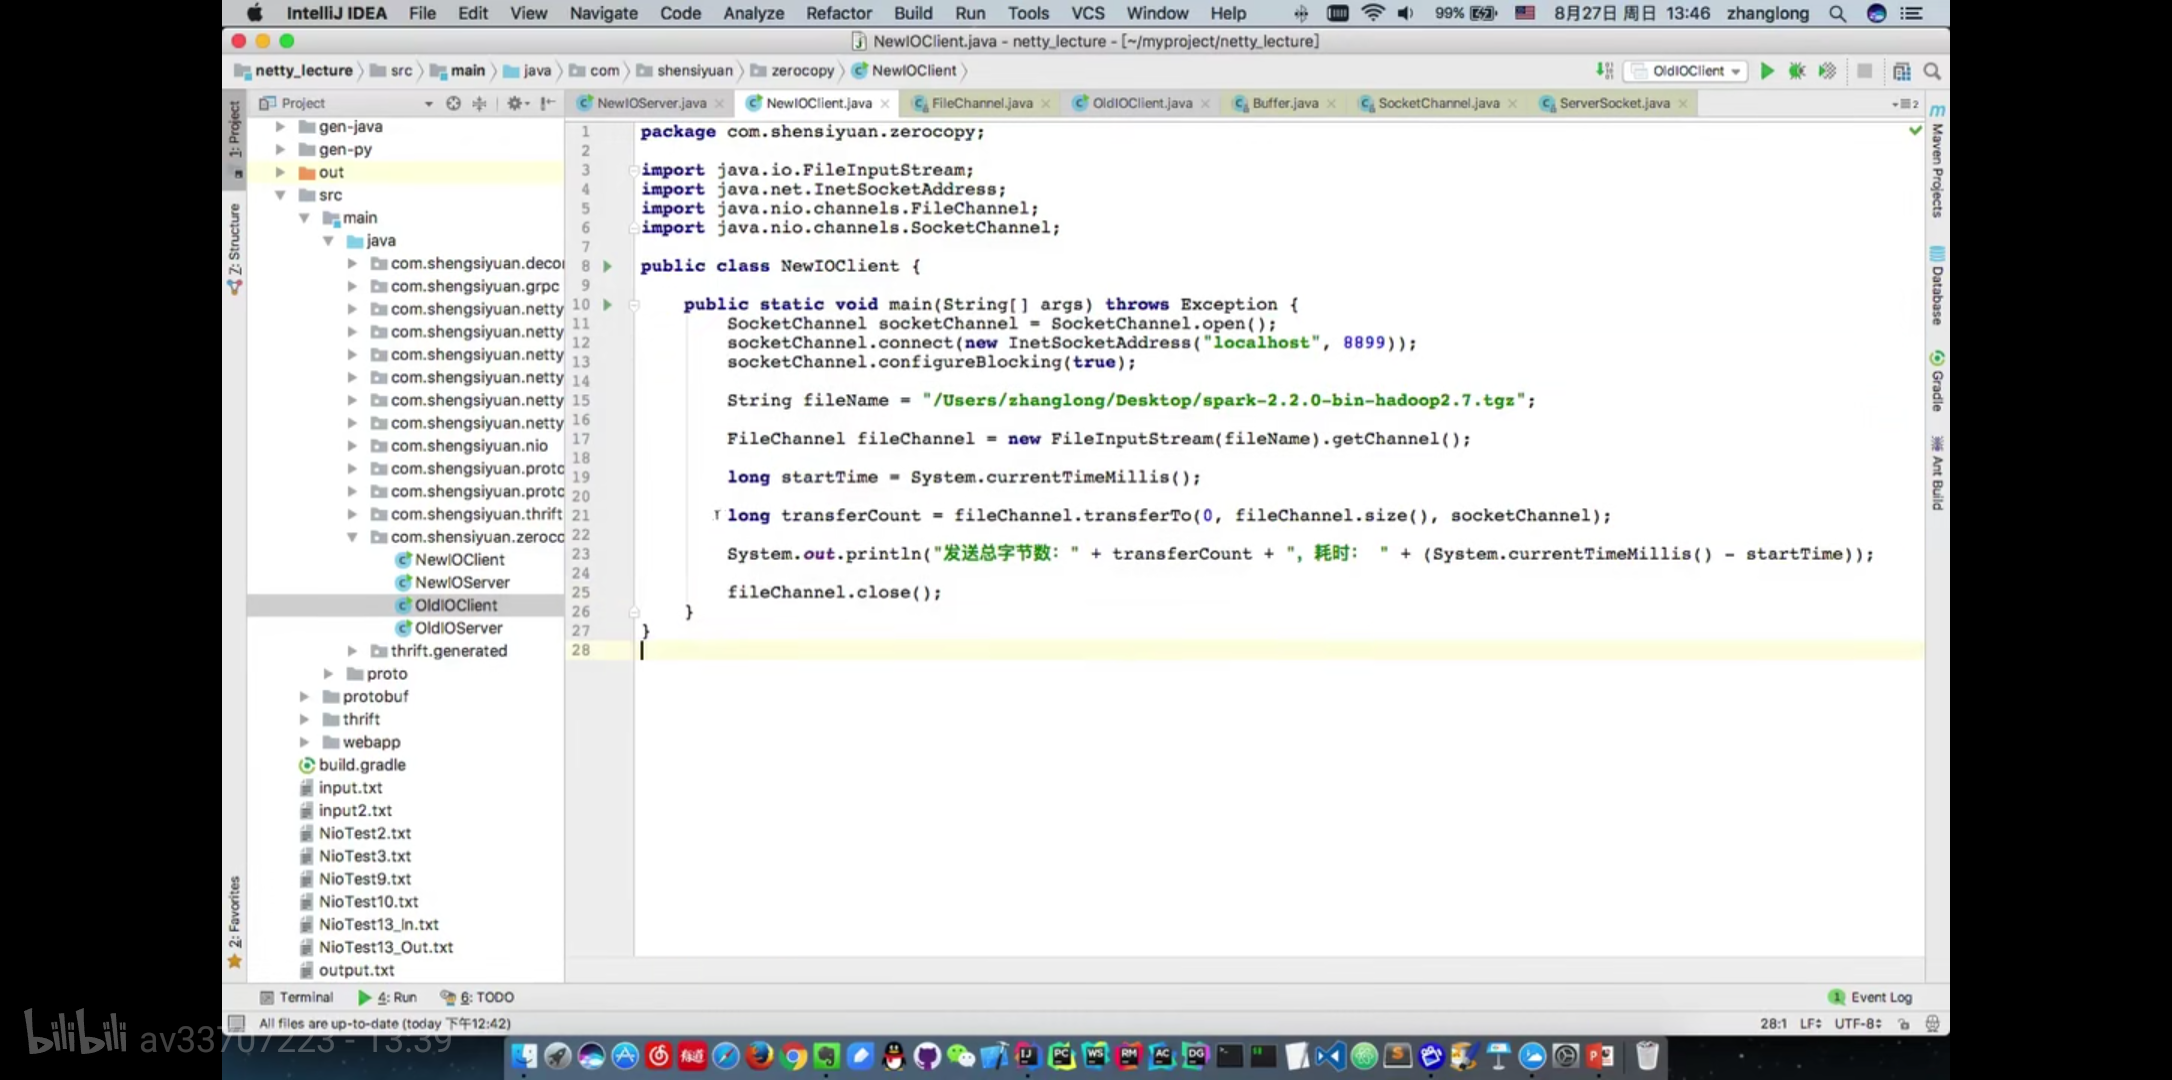 IntelliJ IDEA File Edit View Navigate Code Analyze Refactor Build Run Tools VCS Window Help 99% 8月27日 周日 13:46 zhanglong
NewIOClient.java - netty_lecture - [~/myproject/netty_lecture]
netty_lecture src main java com shensiyuan zerocopy NewIOClient OldIOClient
Project NewIOServer.java NewIOClient.java FileChannel.java OldIOClient.java Buffer.java SocketChannel.java ServerSocket.java
1: Project
Z: Structure
2: Favorites
gen-java
gen-py
out
src
main
java
com.shengsiyuan.deco
com.shengsiyuan.grpc
com.shengsiyuan.netty
com.shengsiyuan.netty
com.shengsiyuan.netty
com.shengsiyuan.netty
com.shengsiyuan.netty
com.shengsiyuan.netty
com.shengsiyuan.nio
com.shengsiyuan.proto
com.shengsiyuan.proto
com.shengsiyuan.thrift
com.shensiyuan.zeroc
NewIOClient
NewIOServer
OldIOClient
OldIOServer
thrift.generated
proto
protobuf
thrift
webapp
build.gradle
input.txt
input2.txt
NioTest2.txt
NioTest3.txt
NioTest9.txt
NioTest10.txt
NioTest13_In.txt
NioTest13_Out.txt
output.txt
1 package com.shensiyuan.zerocopy;
2
3 import java.io.FileInputStream;
4 import java.net.InetSocketAddress;
5 import java.nio.channels.FileChannel;
6 import java.nio.channels.SocketChannel;
7
8 public class NewIOClient {
9
10 public static void main(String[] args) throws Exception {
11 SocketChannel socketChannel = SocketChannel.open();
12 socketChannel.connect(new InetSocketAddress("localhost", 8899));
13 socketChannel.configureBlocking(true);
14
15 String fileName = "/Users/zhanglong/Desktop/spark-2.2.0-bin-hadoop2.7.tgz";
16
17 FileChannel fileChannel = new FileInputStream(fileName).getChannel();
18
19 long startTime = System.currentTimeMillis();
20
21 long transferCount = fileChannel.transferTo(0, fileChannel.size(), socketChannel);
22
23 System.out.println("发送总字节数：" + transferCount + ", 耗时： " + (System.currentTimeMillis() - startTime));
24
25 fileChannel.close();
26 }
27 }
28
Maven Projects
Database
Gradle
Ant Build
Terminal 4: Run 6: TODO 1 Event Log
All files are up-to-date (today 下午12:42) 28:1 LF UTF-8
bilibili av33707223 - 13:39
有道 IJ PC WS RM AC DG